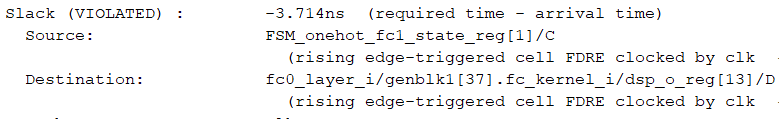 Slack (VIOLATED) : -3.714ns (required time - arrival time)
Source: FSM_onehot_fc1_state_reg[1]/C
(rising edge-triggered cell FDRE clocked by clk
Destination: fc0_layer_i/genblk1[37].fc_kernel_i/dsp_o_reg[13]/D
(rising edge-triggered cell FDRE clocked by clk